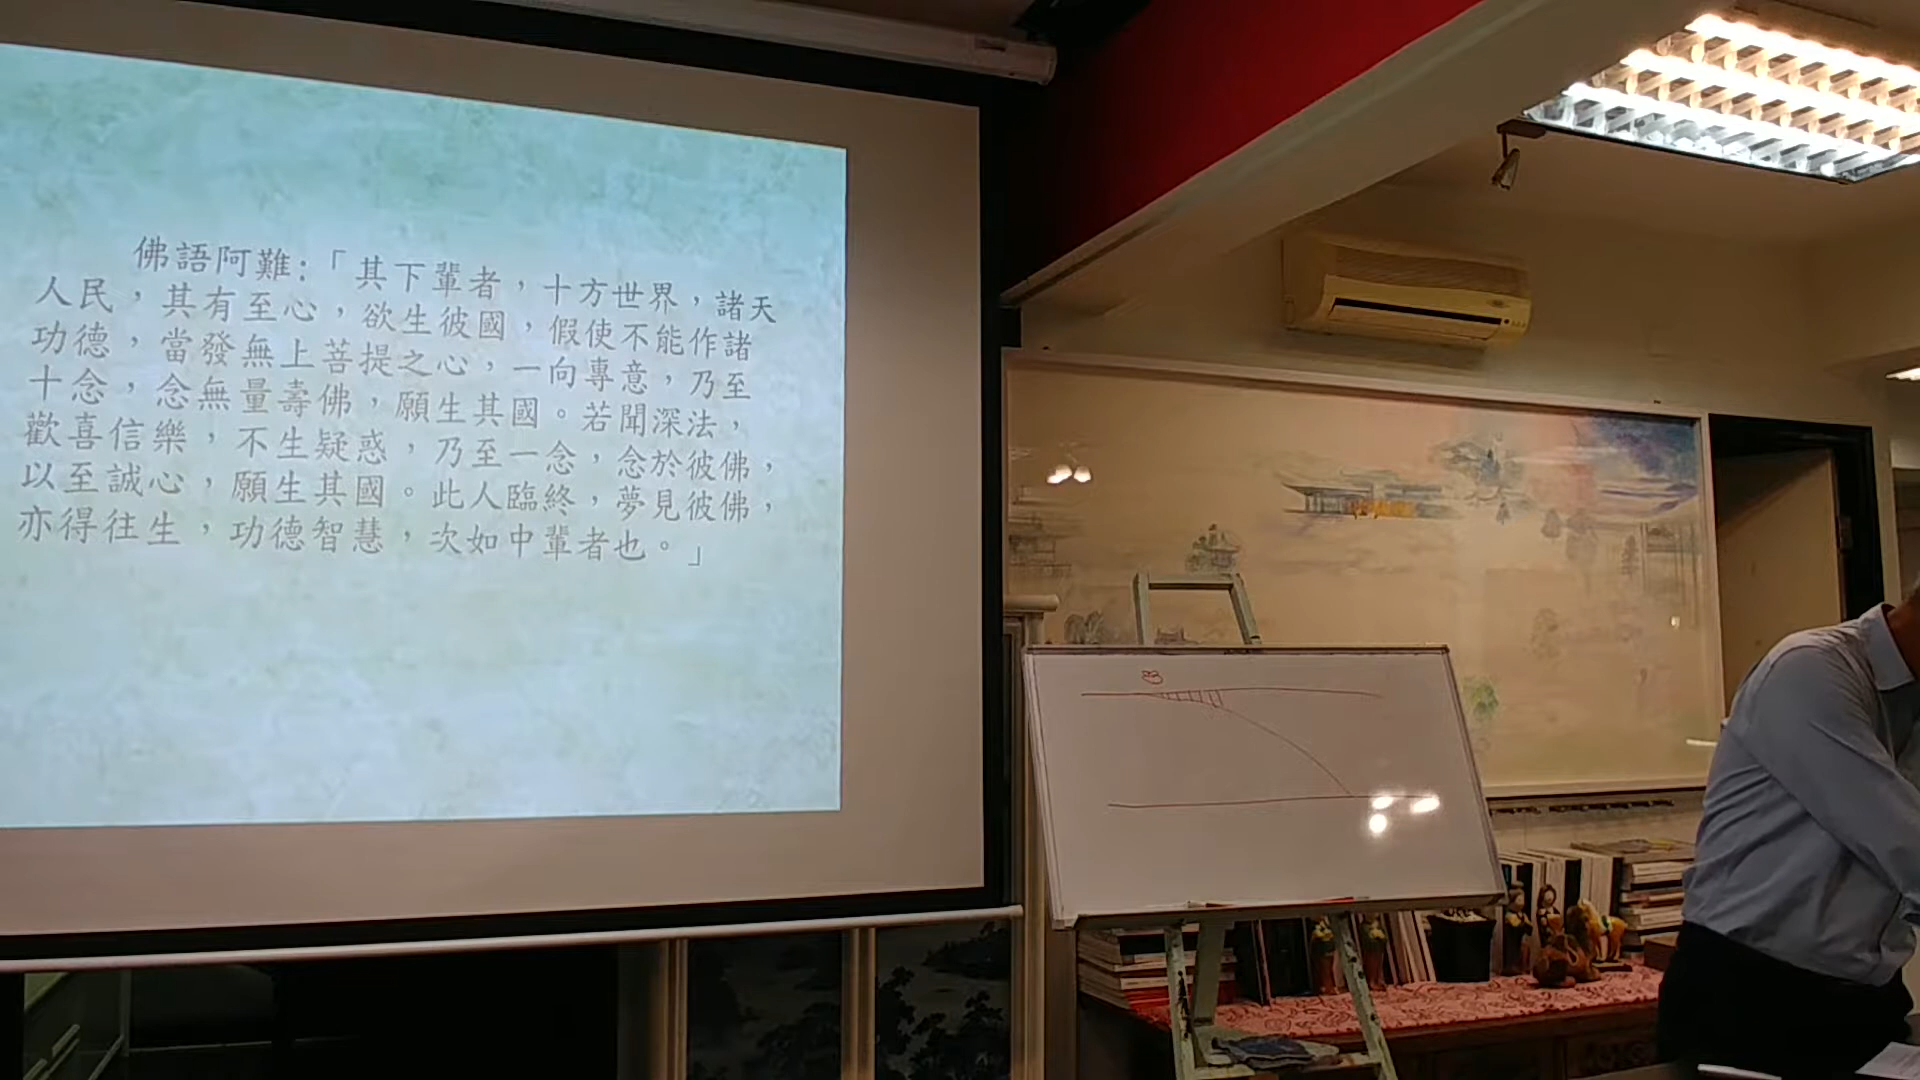 佛語阿難:「其下輩者，十方世界，諸天
人民，其有至心，欲生彼國，假使不能作諸
功德，當發無上菩提之心，一向專意，乃至
十念，念無量壽佛，願生其國。若聞深法，
歡喜信樂，不生疑惑，乃至一念，念於彼佛，
以至誠心，願生其國。此人臨終，夢見彼佛，
亦得往生，功德智慧，次如中輩者也。」